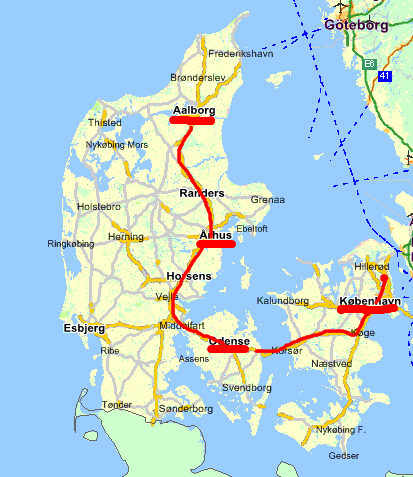 Göteborg
Frederikshavn
E6
41
Brønderslev
Aalborg
Thisted
Nykøbing Mors
Randers
Grenaa
Holstebro
Ebeltoft
Århus
Herning
Ringkøbing
Hillerød
Horsens
Vejle
Kalundborg
København
Esbjerg
Middelfart
Køge
Odense
Ribe
Assens
Korsør
Næstved
Svendborg
Tønder
Sønderborg
Nykøbing F.
Gedser